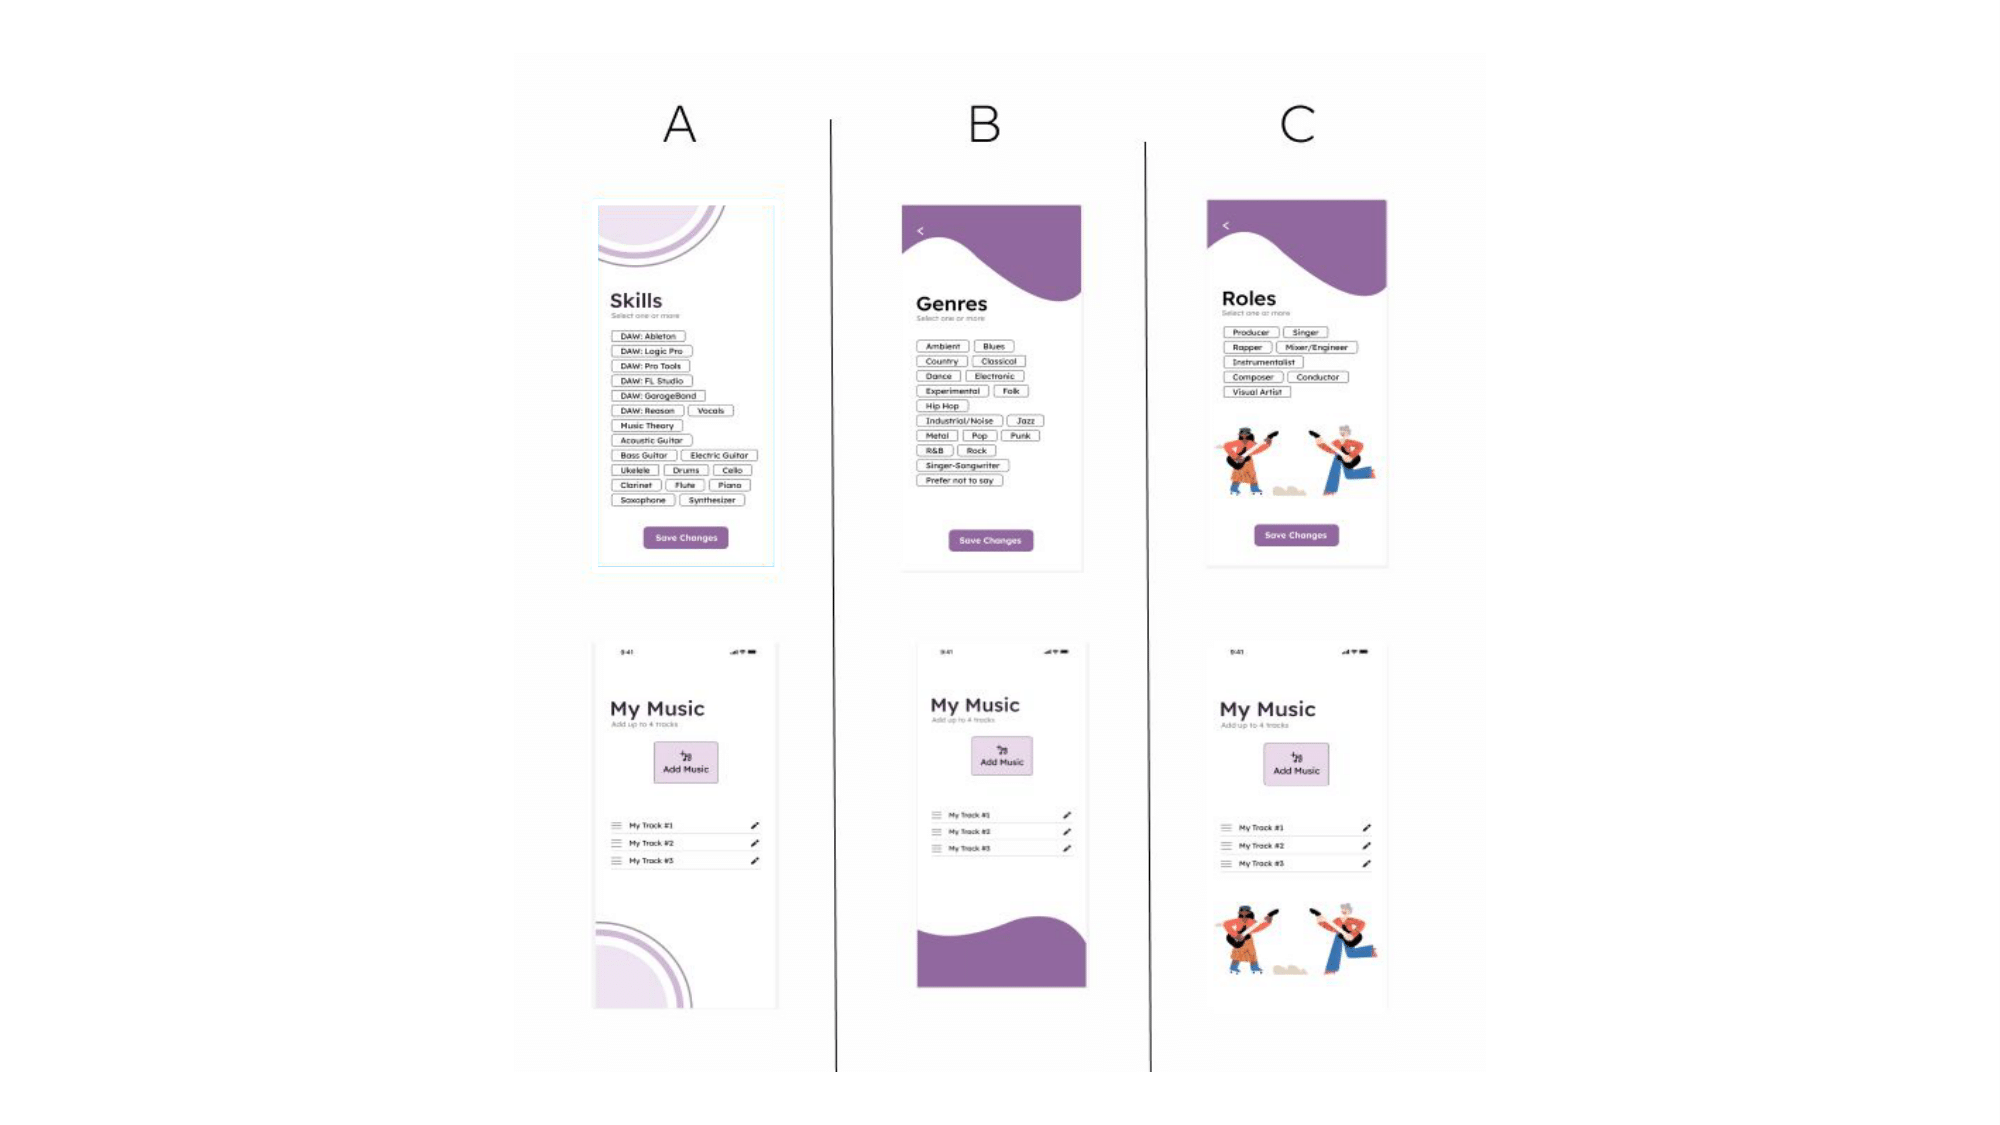 A
B
C
Skills
Select one or more
DAW: Ableton
DAW: Logic Pro
DAW: Pro Tools
DAW: FL Studio
DAW: GarageBand
DAW: Reason Vocals
Music Theory
Acoustic Guitar
Bass Guitar Electric Guitar
Ukelele Drums Cello
Clarinet Flute Piano
Saxophone Synthesizer
Save Changes
<
Genres
Select one or more
Ambient Blues
Country Classical
Dance Electronic
Experimental Folk
Hip Hop
Industrial/Noise Jazz
Metal Pop Punk
R&B Rock
Singer-Songwriter
Prefer not to say
Save Changes
<
Roles
Select one or more
Producer Singer
Rapper Mixer/Engineer
Instrumentalist
Composer Conductor
Visual Artist
Save Changes
9:41
My Music
Add up to 4 tracks
Add Music
My Track #1
My Track #2
My Track #3
9:41
My Music
Add up to 4 tracks
Add Music
My Track #1
My Track #2
My Track #3
9:41
My Music
Add up to 4 tracks
Add Music
My Track #1
My Track #2
My Track #3